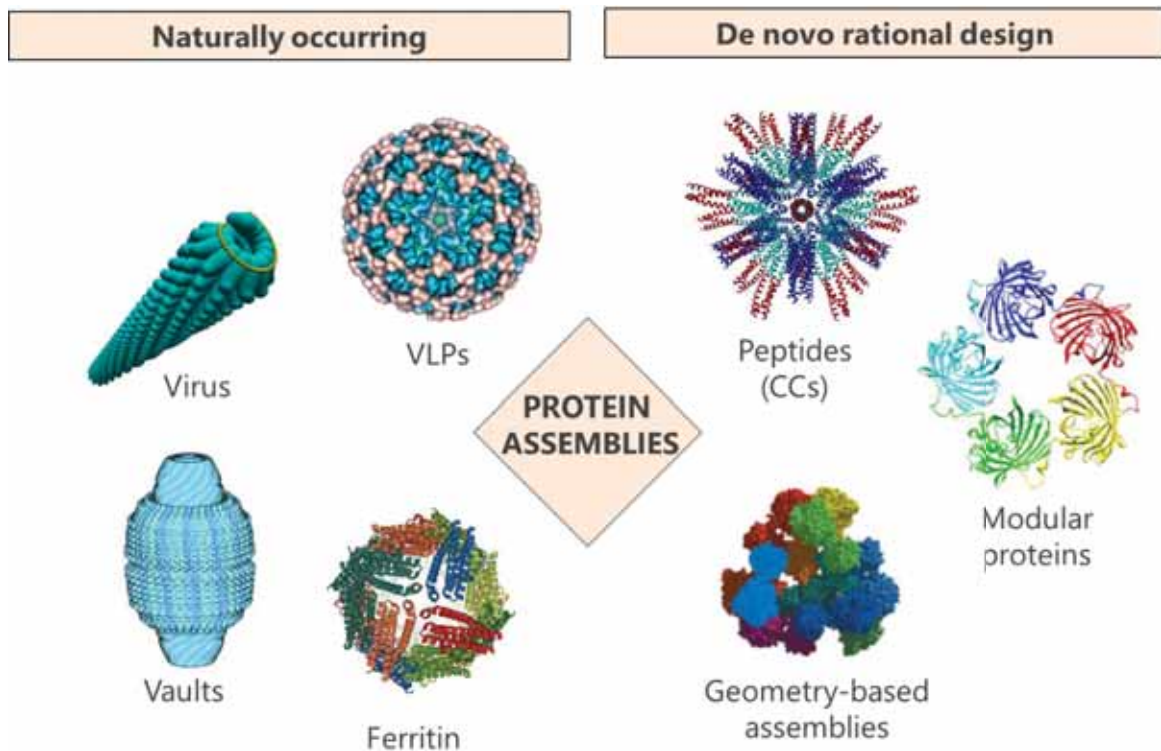 Naturally occurring
De novo rational design
VLPs
Virus
Peptides
(CCs)
PROTEIN
ASSEMBLIES
Modular
proteins
Vaults
Ferritin
Geometry-based
assemblies